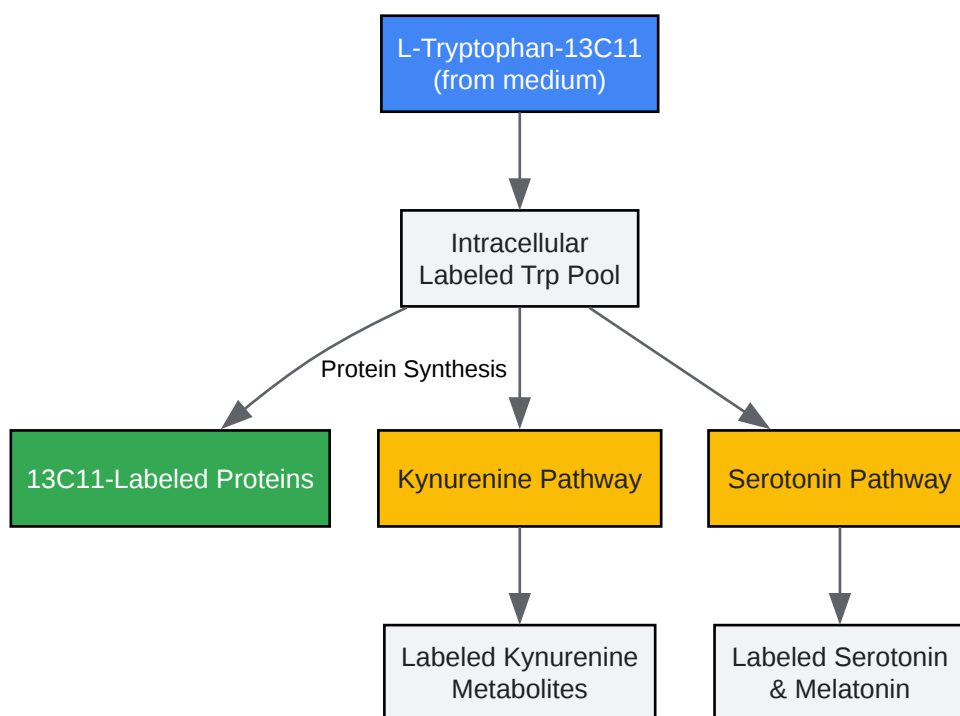 L-Tryptophan-13C11
(from medium)
Intracellular
Labeled Trp Pool
Protein Synthesis
13C11-Labeled Proteins
Kynurenine Pathway
Serotonin Pathway
Labeled Kynurenine
Metabolites
Labeled Serotonin
& Melatonin